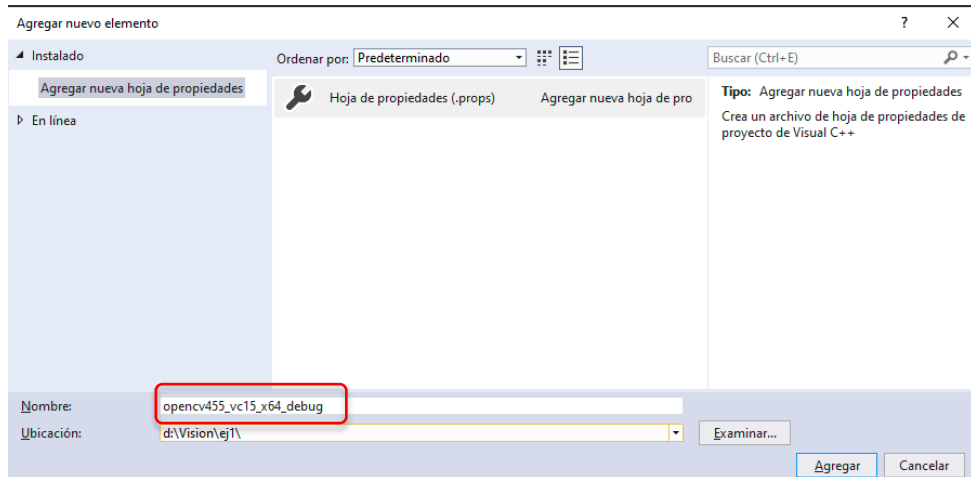 Agregar nuevo elemento
Instalado
Agregar nueva hoja de propiedades
En línea
Ordenar por: Predeterminado
Hoja de propiedades (.props) Agregar nueva hoja de pro
Buscar (Ctrl+E)
Tipo: Agregar nueva hoja de propiedades
Crea un archivo de hoja de propiedades de
proyecto de Visual C++
Nombre: opencv455_vc15_x64_debug
Ubicación: d:\Vision\ej1\ Examinar...
Agregar Cancelar